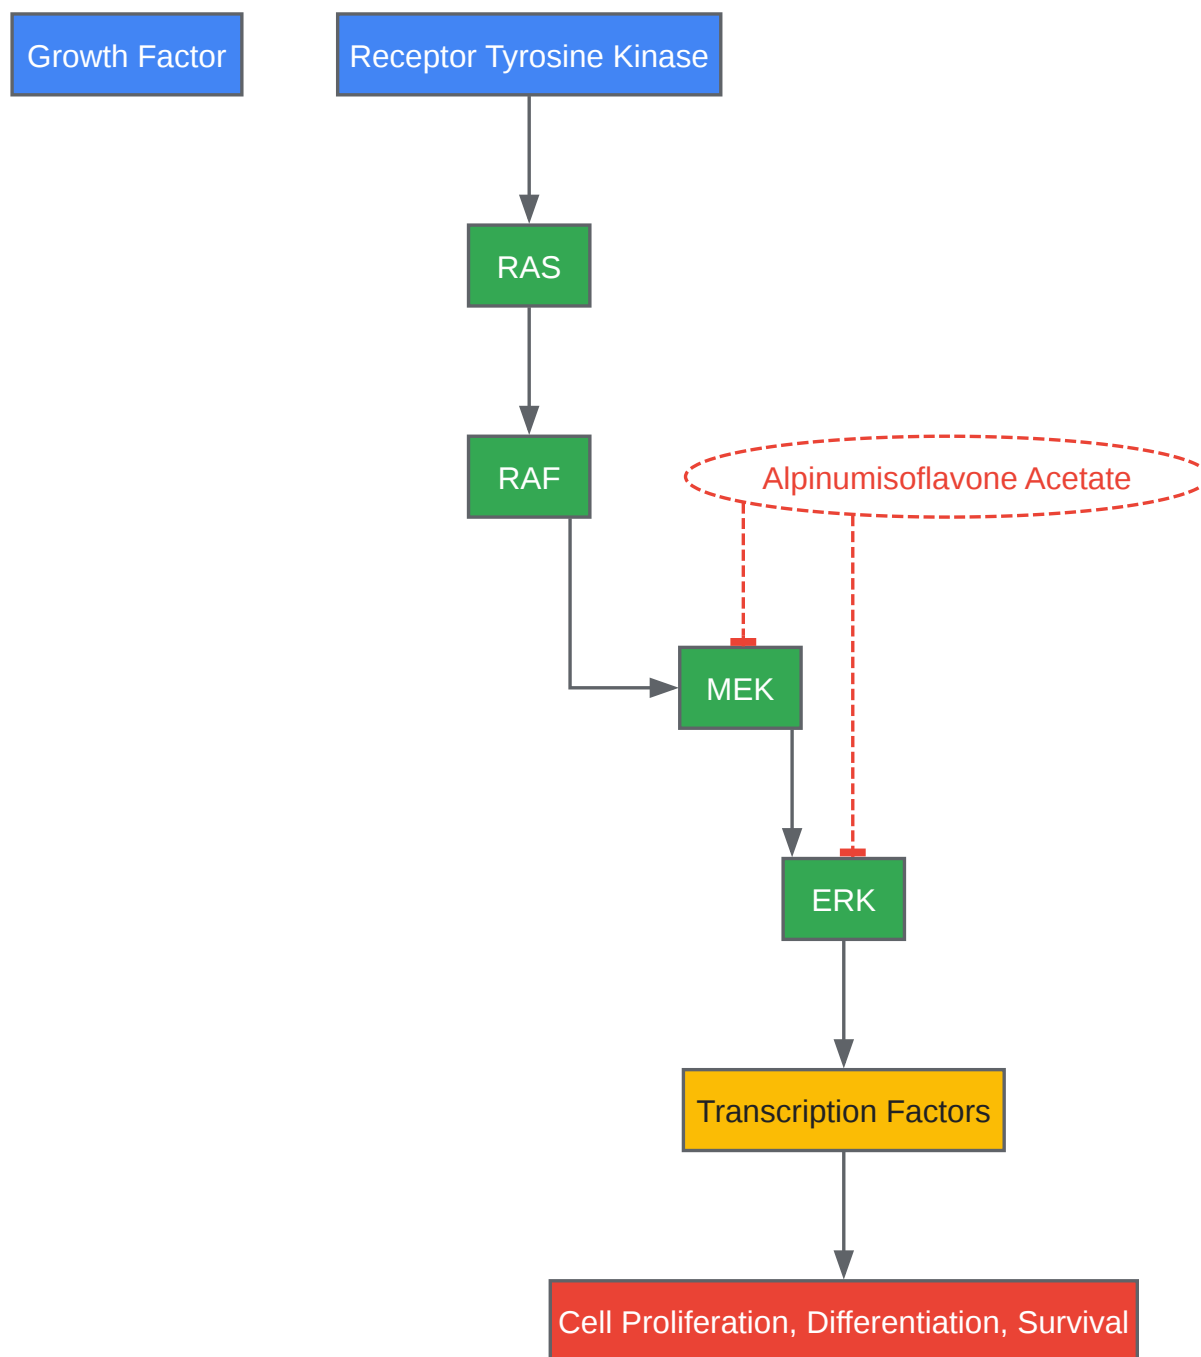 Growth Factor
Receptor Tyrosine Kinase
RAS
RAF
Alpinumisoflavone Acetate
MEK
ERK
Transcription Factors
Cell Proliferation, Differentiation, Survival